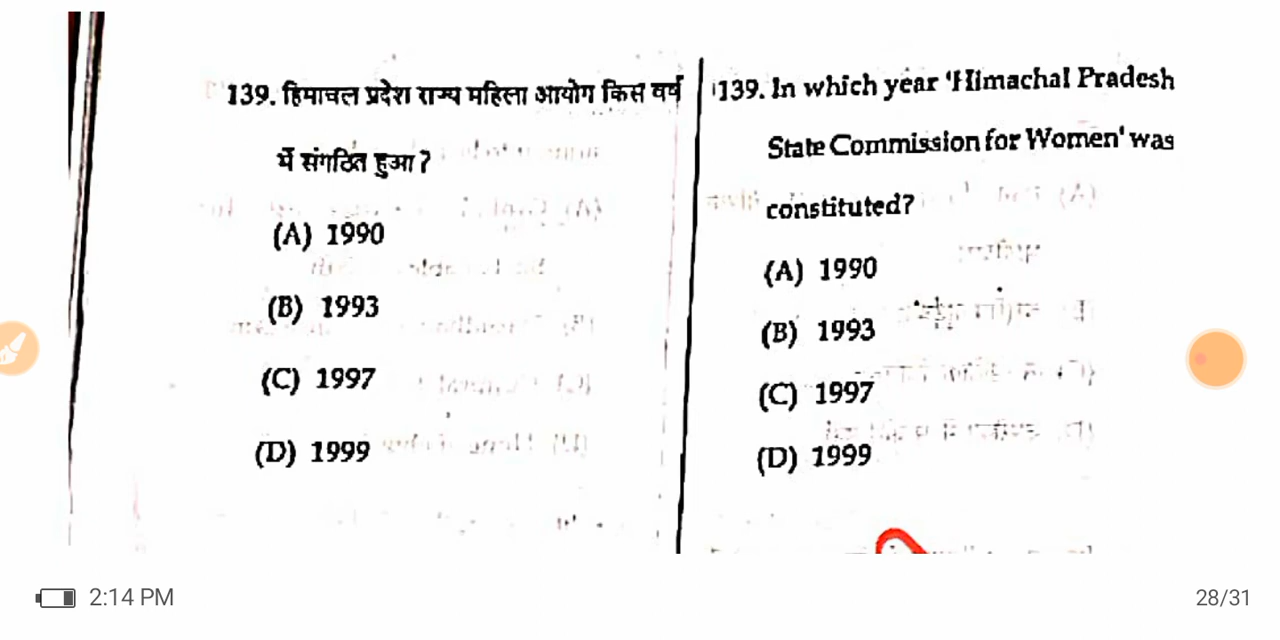 139. हिमाचल प्रदेश राज्य महिला आयोग किस वर्ष
में संगठित हुआ ?
(A) 1990
(B) 1993
(C) 1997
(D) 1999
139. In which year 'Himachal Pradesh
State Commission for Women' was
constituted?
(A) 1990
(B) 1993
(C) 1997
(D) 1999
2:14 PM
28/31